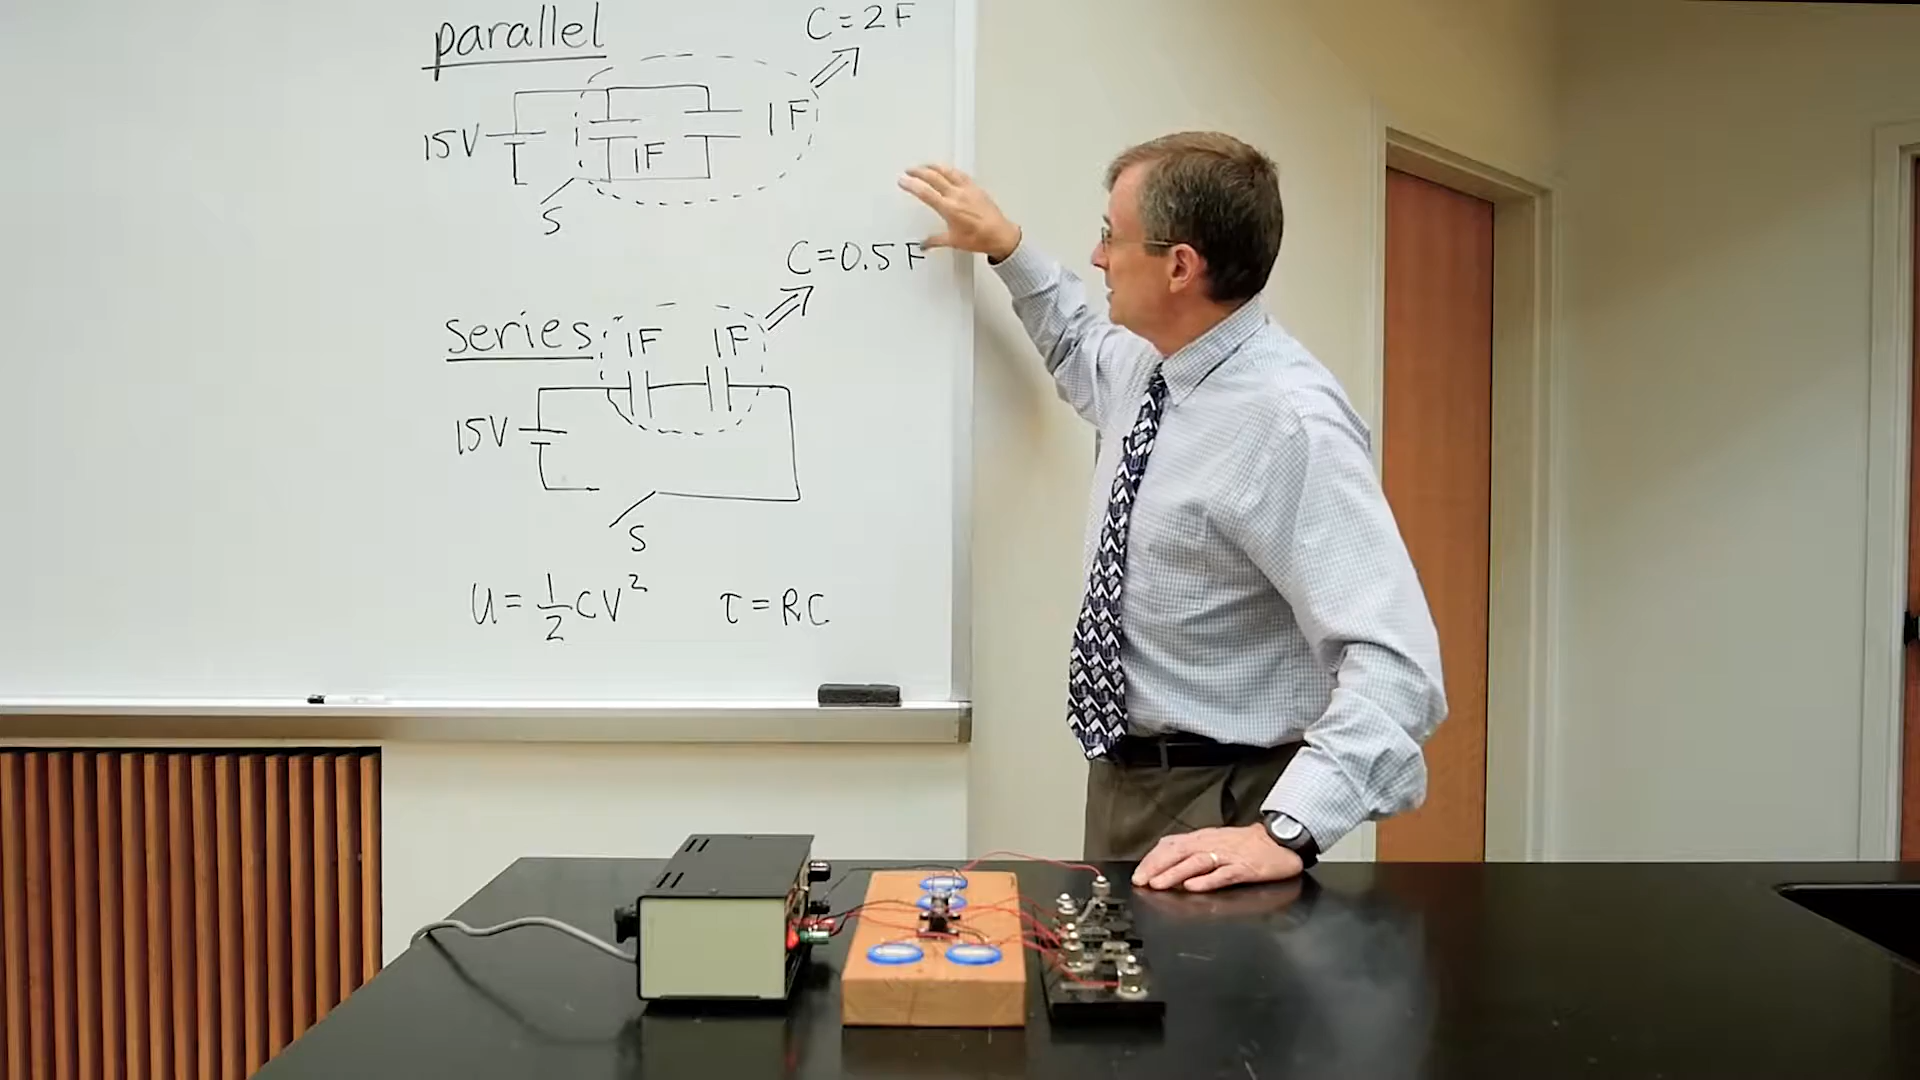 parallel
C=2F
15V
1F
1F
S
C=0.5F
series
1F
1F
15V
S
U=½CV²
τ=RC